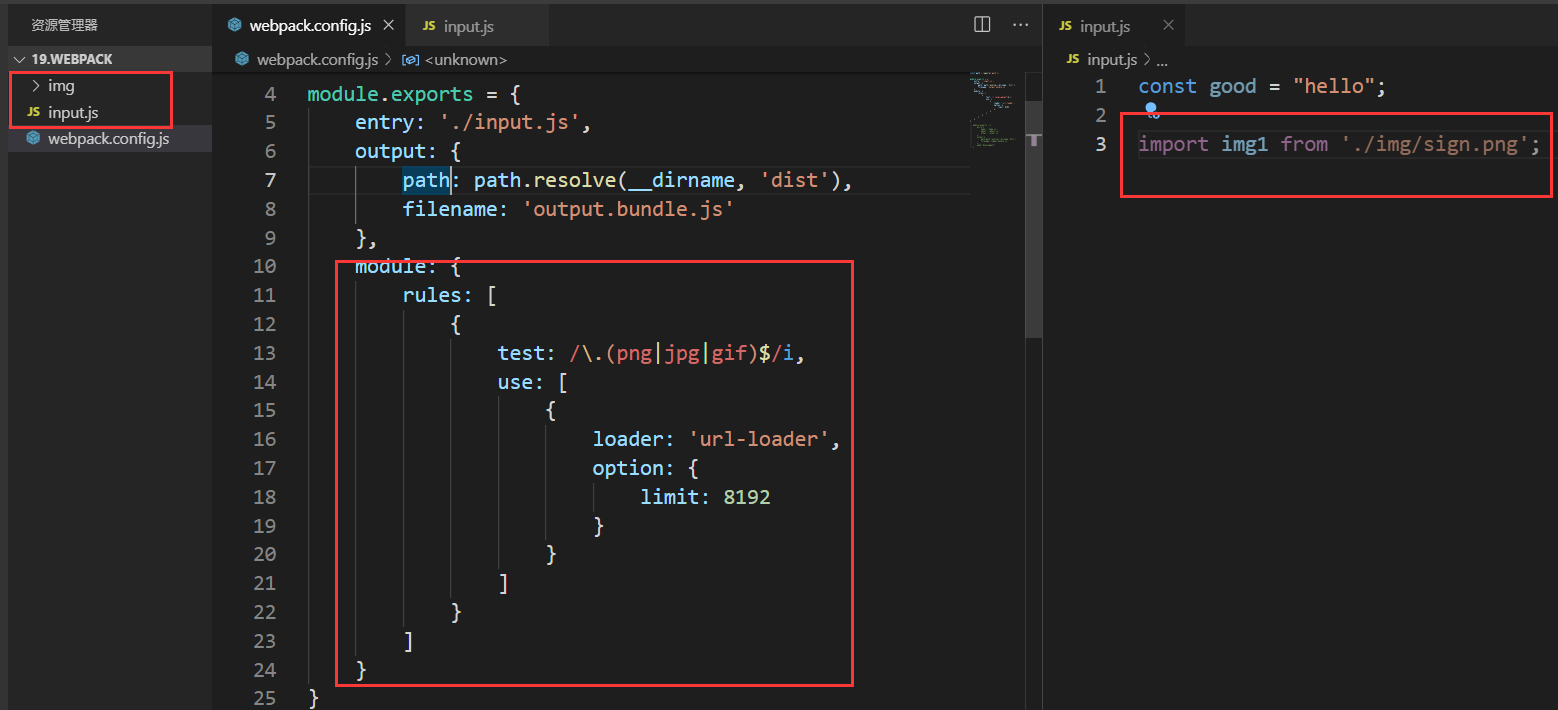 资源管理器
19.WEBPACK
img
JS input.js
webpack.config.js
webpack.config.js
JS input.js
webpack.config.js > <unknown>
4 module.exports = {
5 entry: './input.js',
6 output: {
7 path: path.resolve(__dirname, 'dist'),
8 filename: 'output.bundle.js'
9 },
10 module: {
11 rules: [
12 {
13 test: /\.(png|jpg|gif)$/i,
14 use: [
15 {
16 loader: 'url-loader',
17 option: {
18 limit: 8192
19 }
20 }
21 ]
22 }
23 ]
24 }
25 }
JS input.js
JS input.js > ...
1 const good = "hello";
2
3 import img1 from './img/sign.png';